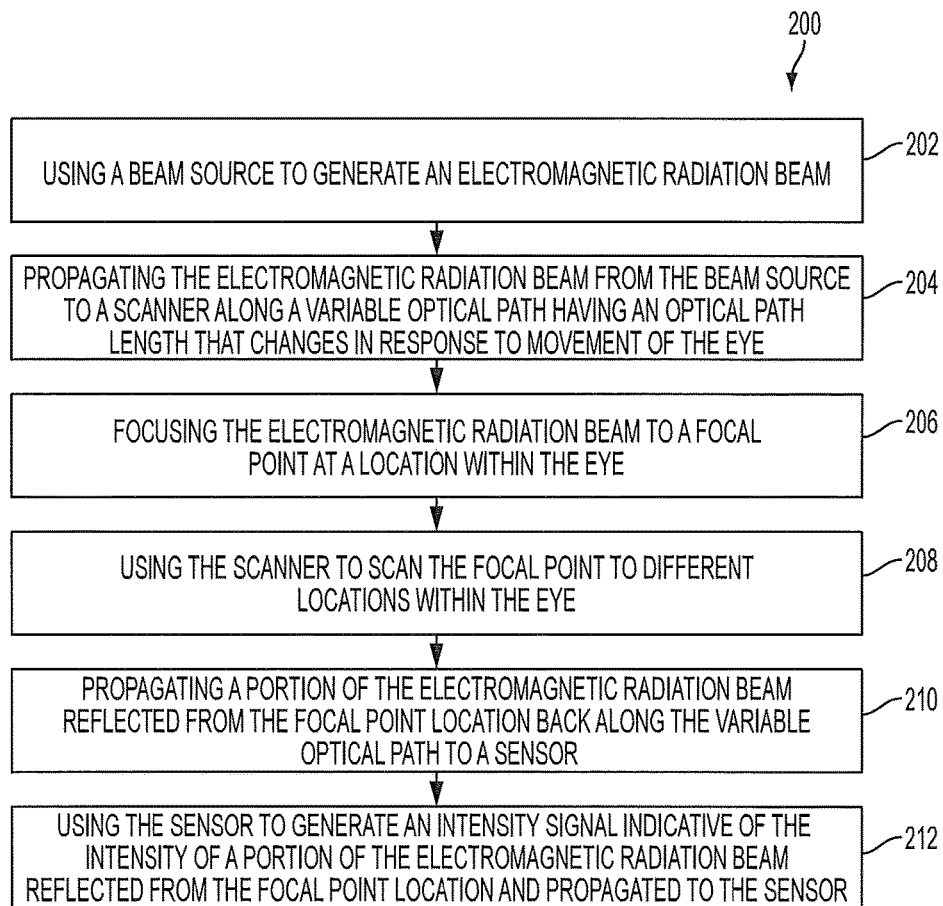 200
USING A BEAM SOURCE TO GENERATE AN ELECTROMAGNETIC RADIATION BEAM
202
PROPAGATING THE ELECTROMAGNETIC RADIATION BEAM FROM THE BEAM SOURCE
TO A SCANNER ALONG A VARIABLE OPTICAL PATH HAVING AN OPTICAL PATH
LENGTH THAT CHANGES IN RESPONSE TO MOVEMENT OF THE EYE
204
FOCUSING THE ELECTROMAGNETIC RADIATION BEAM TO A FOCAL
POINT AT A LOCATION WITHIN THE EYE
206
USING THE SCANNER TO SCAN THE FOCAL POINT TO DIFFERENT
LOCATIONS WITHIN THE EYE
208
PROPAGATING A PORTION OF THE ELECTROMAGNETIC RADIATION BEAM
REFLECTED FROM THE FOCAL POINT LOCATION BACK ALONG THE VARIABLE
OPTICAL PATH TO A SENSOR
210
USING THE SENSOR TO GENERATE AN INTENSITY SIGNAL INDICATIVE OF THE
INTENSITY OF A PORTION OF THE ELECTROMAGNETIC RADIATION BEAM
REFLECTED FROM THE FOCAL POINT LOCATION AND PROPAGATED TO THE SENSOR
212